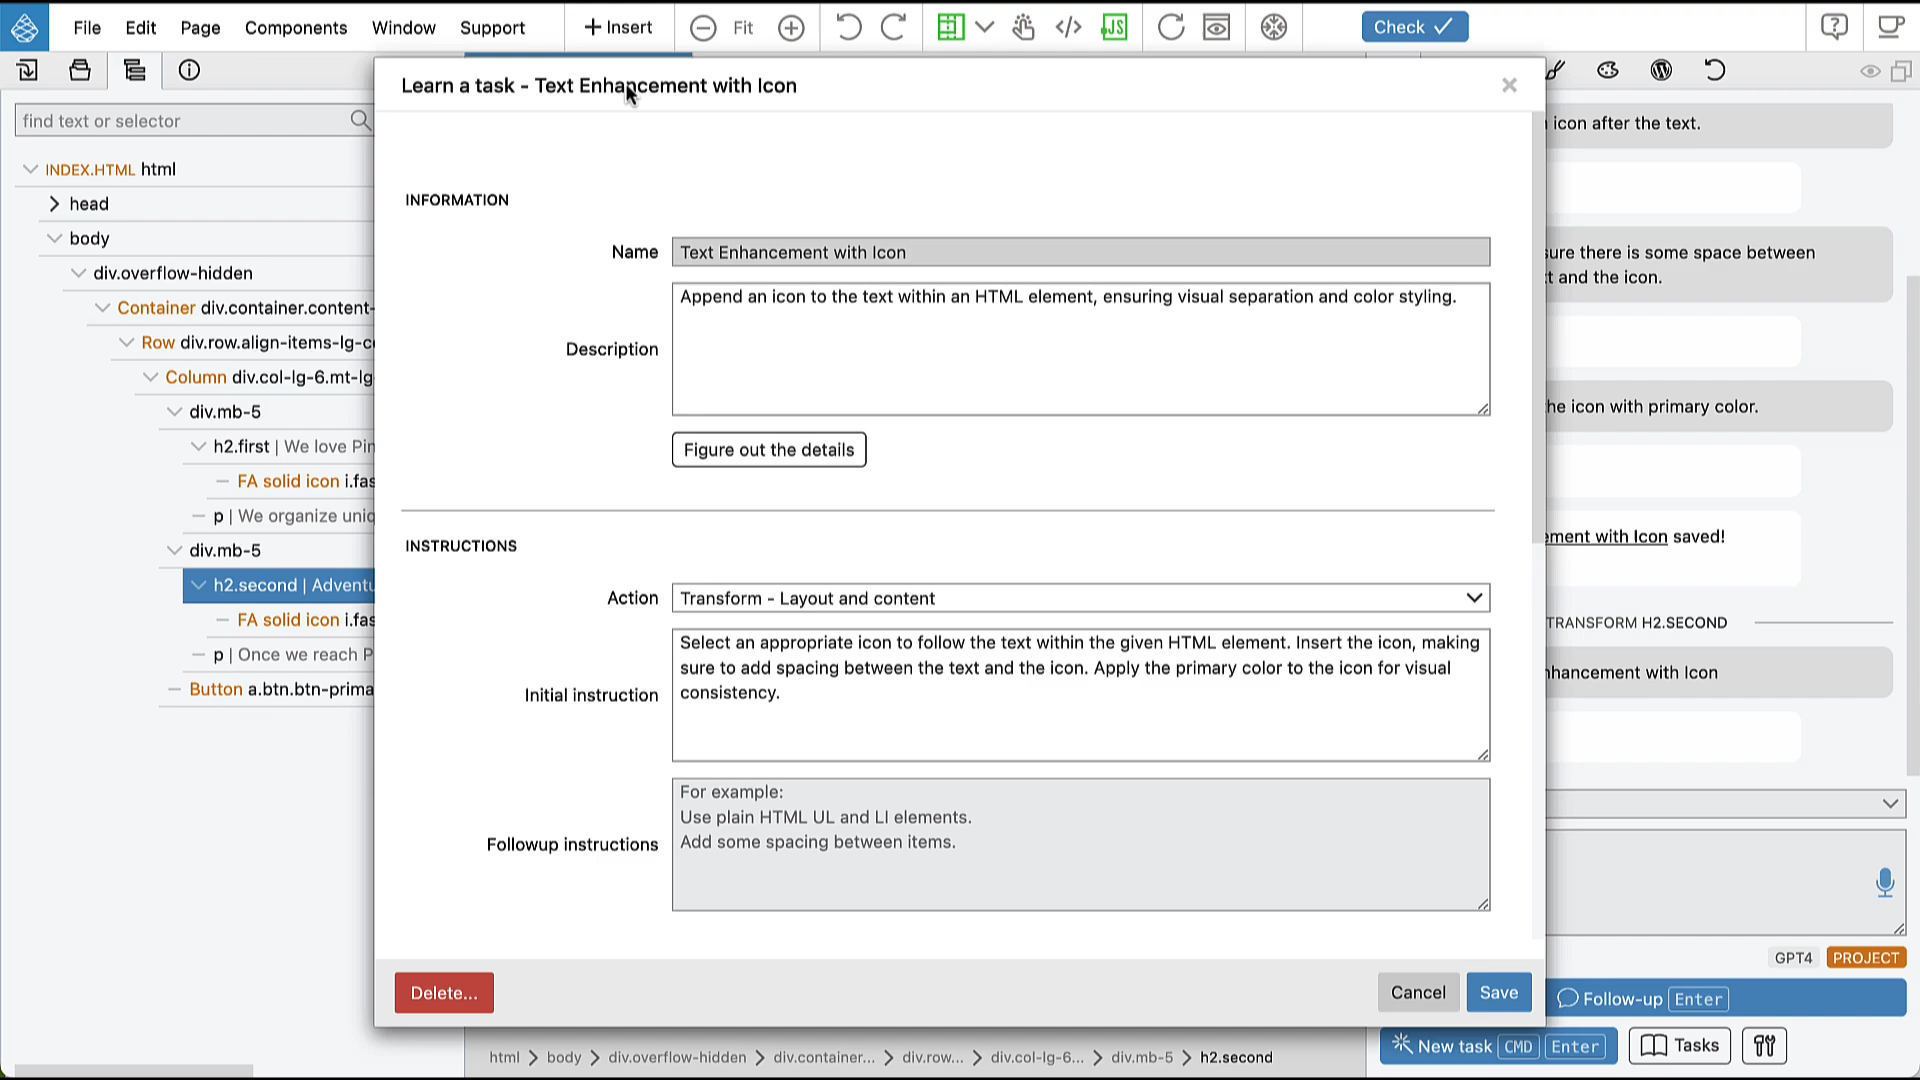 File Edit Page Components Window Support + Insert Fit </> JS Check
find text or selector
INDEX.HTML html
head
body
div.overflow-hidden
Container div.container.content-
Row div.row.align-items-lg-c
Column div.col-lg-6.mt-lg
div.mb-5
h2.first | We love Pin
FA solid icon i.fas
p | We organize uniq
div.mb-5
h2.second | Adventu
FA solid icon i.fas
p | Once we reach P
Button a.btn.btn-prima
Learn a task - Text Enhancement with Icon
INFORMATION
Name Text Enhancement with Icon
Description Append an icon to the text within an HTML element, ensuring visual separation and color styling.
Figure out the details
INSTRUCTIONS
Action Transform - Layout and content
Initial instruction
Select an appropriate icon to follow the text within the given HTML element. Insert the icon, making
sure to add spacing between the text and the icon. Apply the primary color to the icon for visual
consistency.
Followup instructions
For example:
Use plain HTML UL and LI elements.
Add some spacing between items.
Delete... Cancel Save
icon after the text.
sure there is some space between
t and the icon.
he icon with primary color.
ement with Icon saved!
TRANSFORM H2.SECOND
nhancement with Icon
GPT4 PROJECT
Follow-up Enter
New task CMD Enter Tasks
html > body > div.overflow-hidden > div.container... > div.row... > div.col-lg-6... > div.mb-5 > h2.second